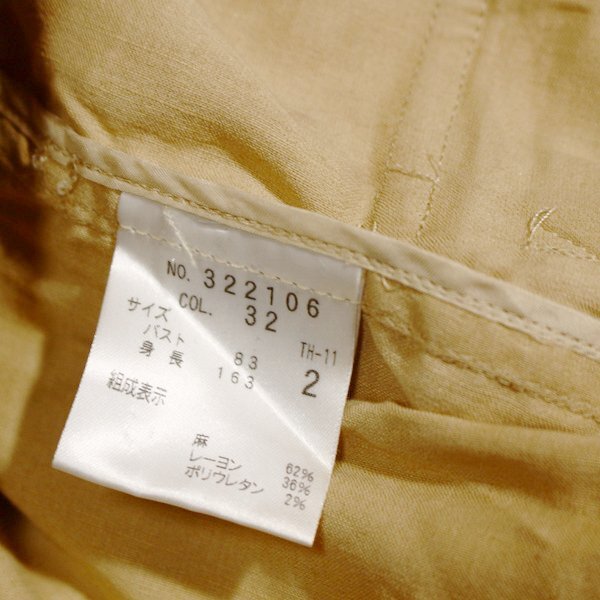 NO. 322106
COL. 32
サイズ TH-11
バスト 83 2
身長 163
組成表示
麻 62%
レーヨン 36%
ポリウレタン 2%